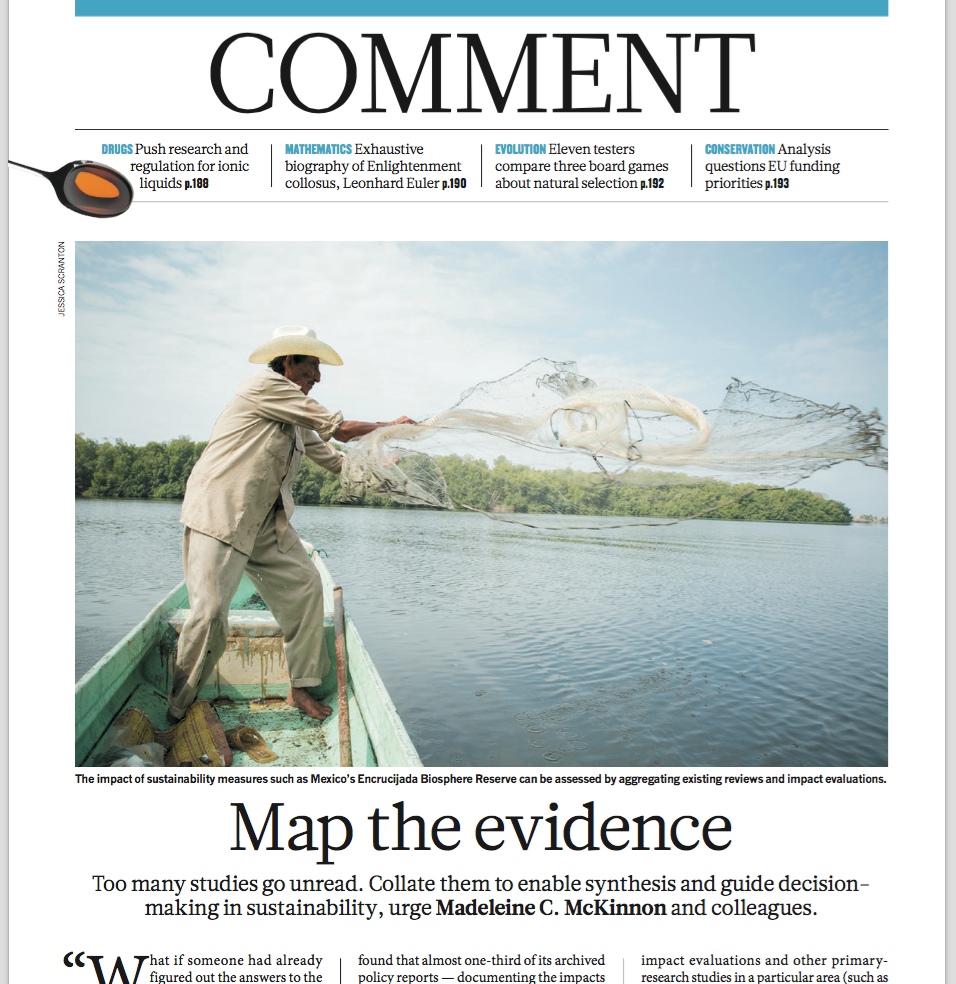 COMMENT
DRUGS Push research and
regulation for ionic
liquids p.188
MATHEMATICS Exhaustive
biography of Enlightenment
collosus, Leonhard Euler p.190
EVOLUTION Eleven testers
compare three board games
about natural selection p.192
CONSERVATION Analysis
questions EU funding
priorities p.193
JESSICA SCRANTON
The impact of sustainability measures such as Mexico's Encrucijada Biosphere Reserve can be assessed by aggregating existing reviews and impact evaluations.
Map the evidence
Too many studies go unread. Collate them to enable synthesis and guide decision-
making in sustainability, urge Madeleine C. McKinnon and colleagues.
“What if someone had already
figured out the answers to the
found that almost one-third of its archived
policy reports — documenting the impacts
impact evaluations and other primary-
research studies in a particular area (such as